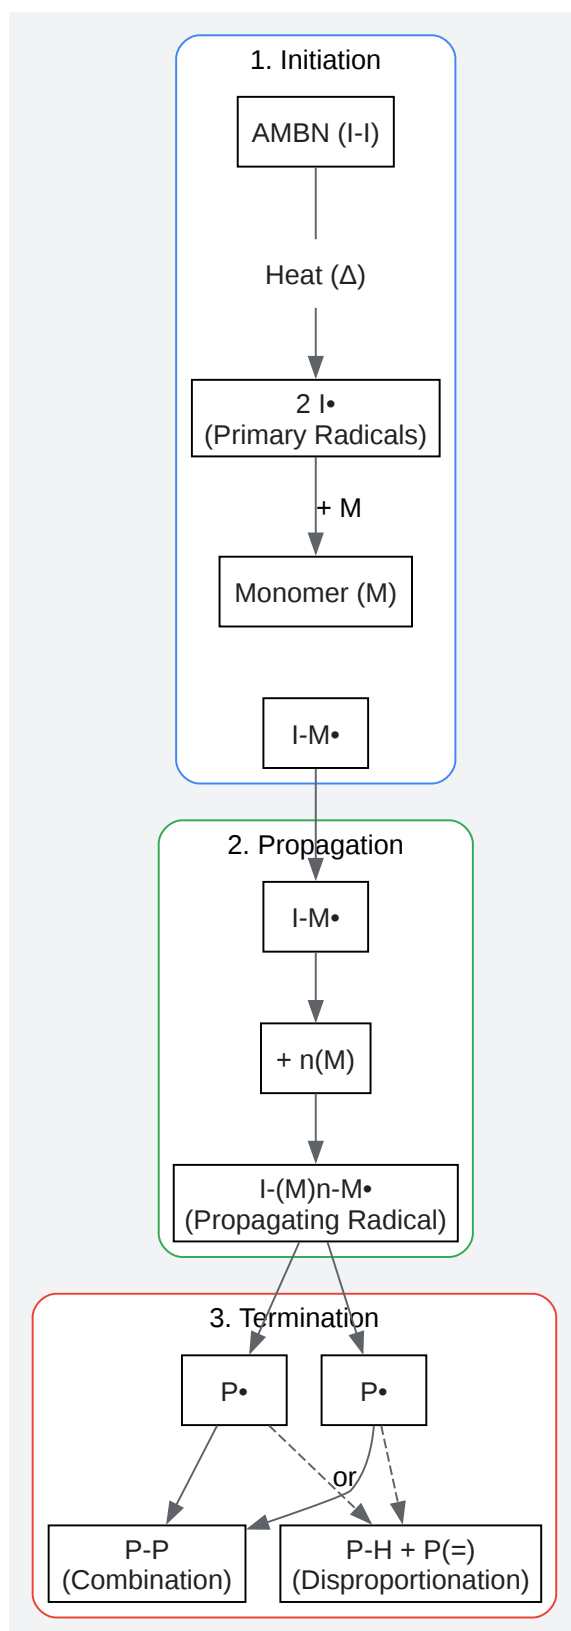 1. Initiation
AMBN (I-I)
Heat (Δ)
2 I•
(Primary Radicals)
+ M
Monomer (M)
I-M•
2. Propagation
I-M•
+ n(M)
I-(M)n-M•
(Propagating Radical)
3. Termination
P•
P•
or
P-P
(Combination)
P-H + P(=)
(Disproportionation)